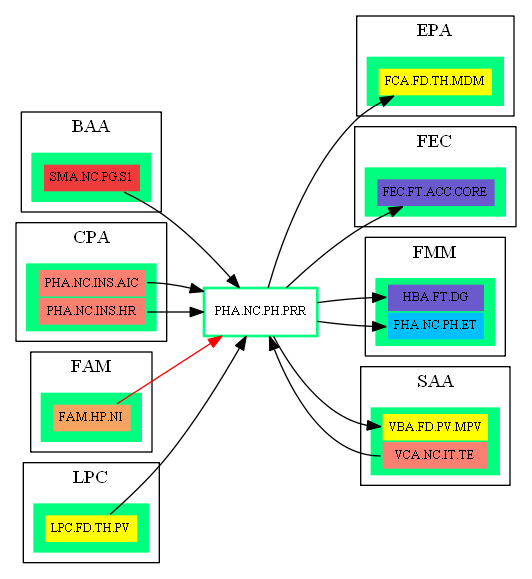 EPA
FCA.FD.TH.MDM
BAA
SMA.NC.PG.S1
FEC
FEC.FT.ACC.CORE
CPA
PHA.NC.INS.AIC
PHA.NC.INS.HR
PHA.NC.PH.PRR
FMM
HBA.FT.DG
PHA.NC.PH.ET
FAM
FAM.HP.NI
SAA
VBA.FD.PV.MPV
VCA.NC.IT.TE
LPC
LPC.FD.TH.PV